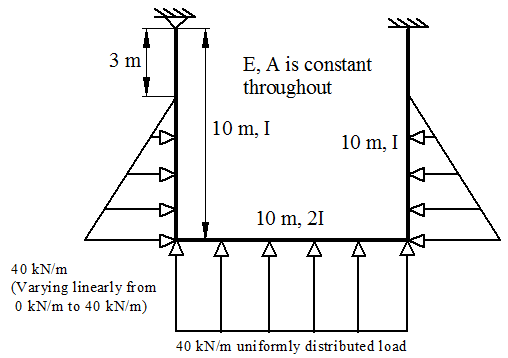 3 m
E, A is constant
throughout
10 m, I
10 m, I
10 m, 2I
40 kN/m
(Varying linearly from
0 kN/m to 40 kN/m)
40 kN/m uniformly distributed load